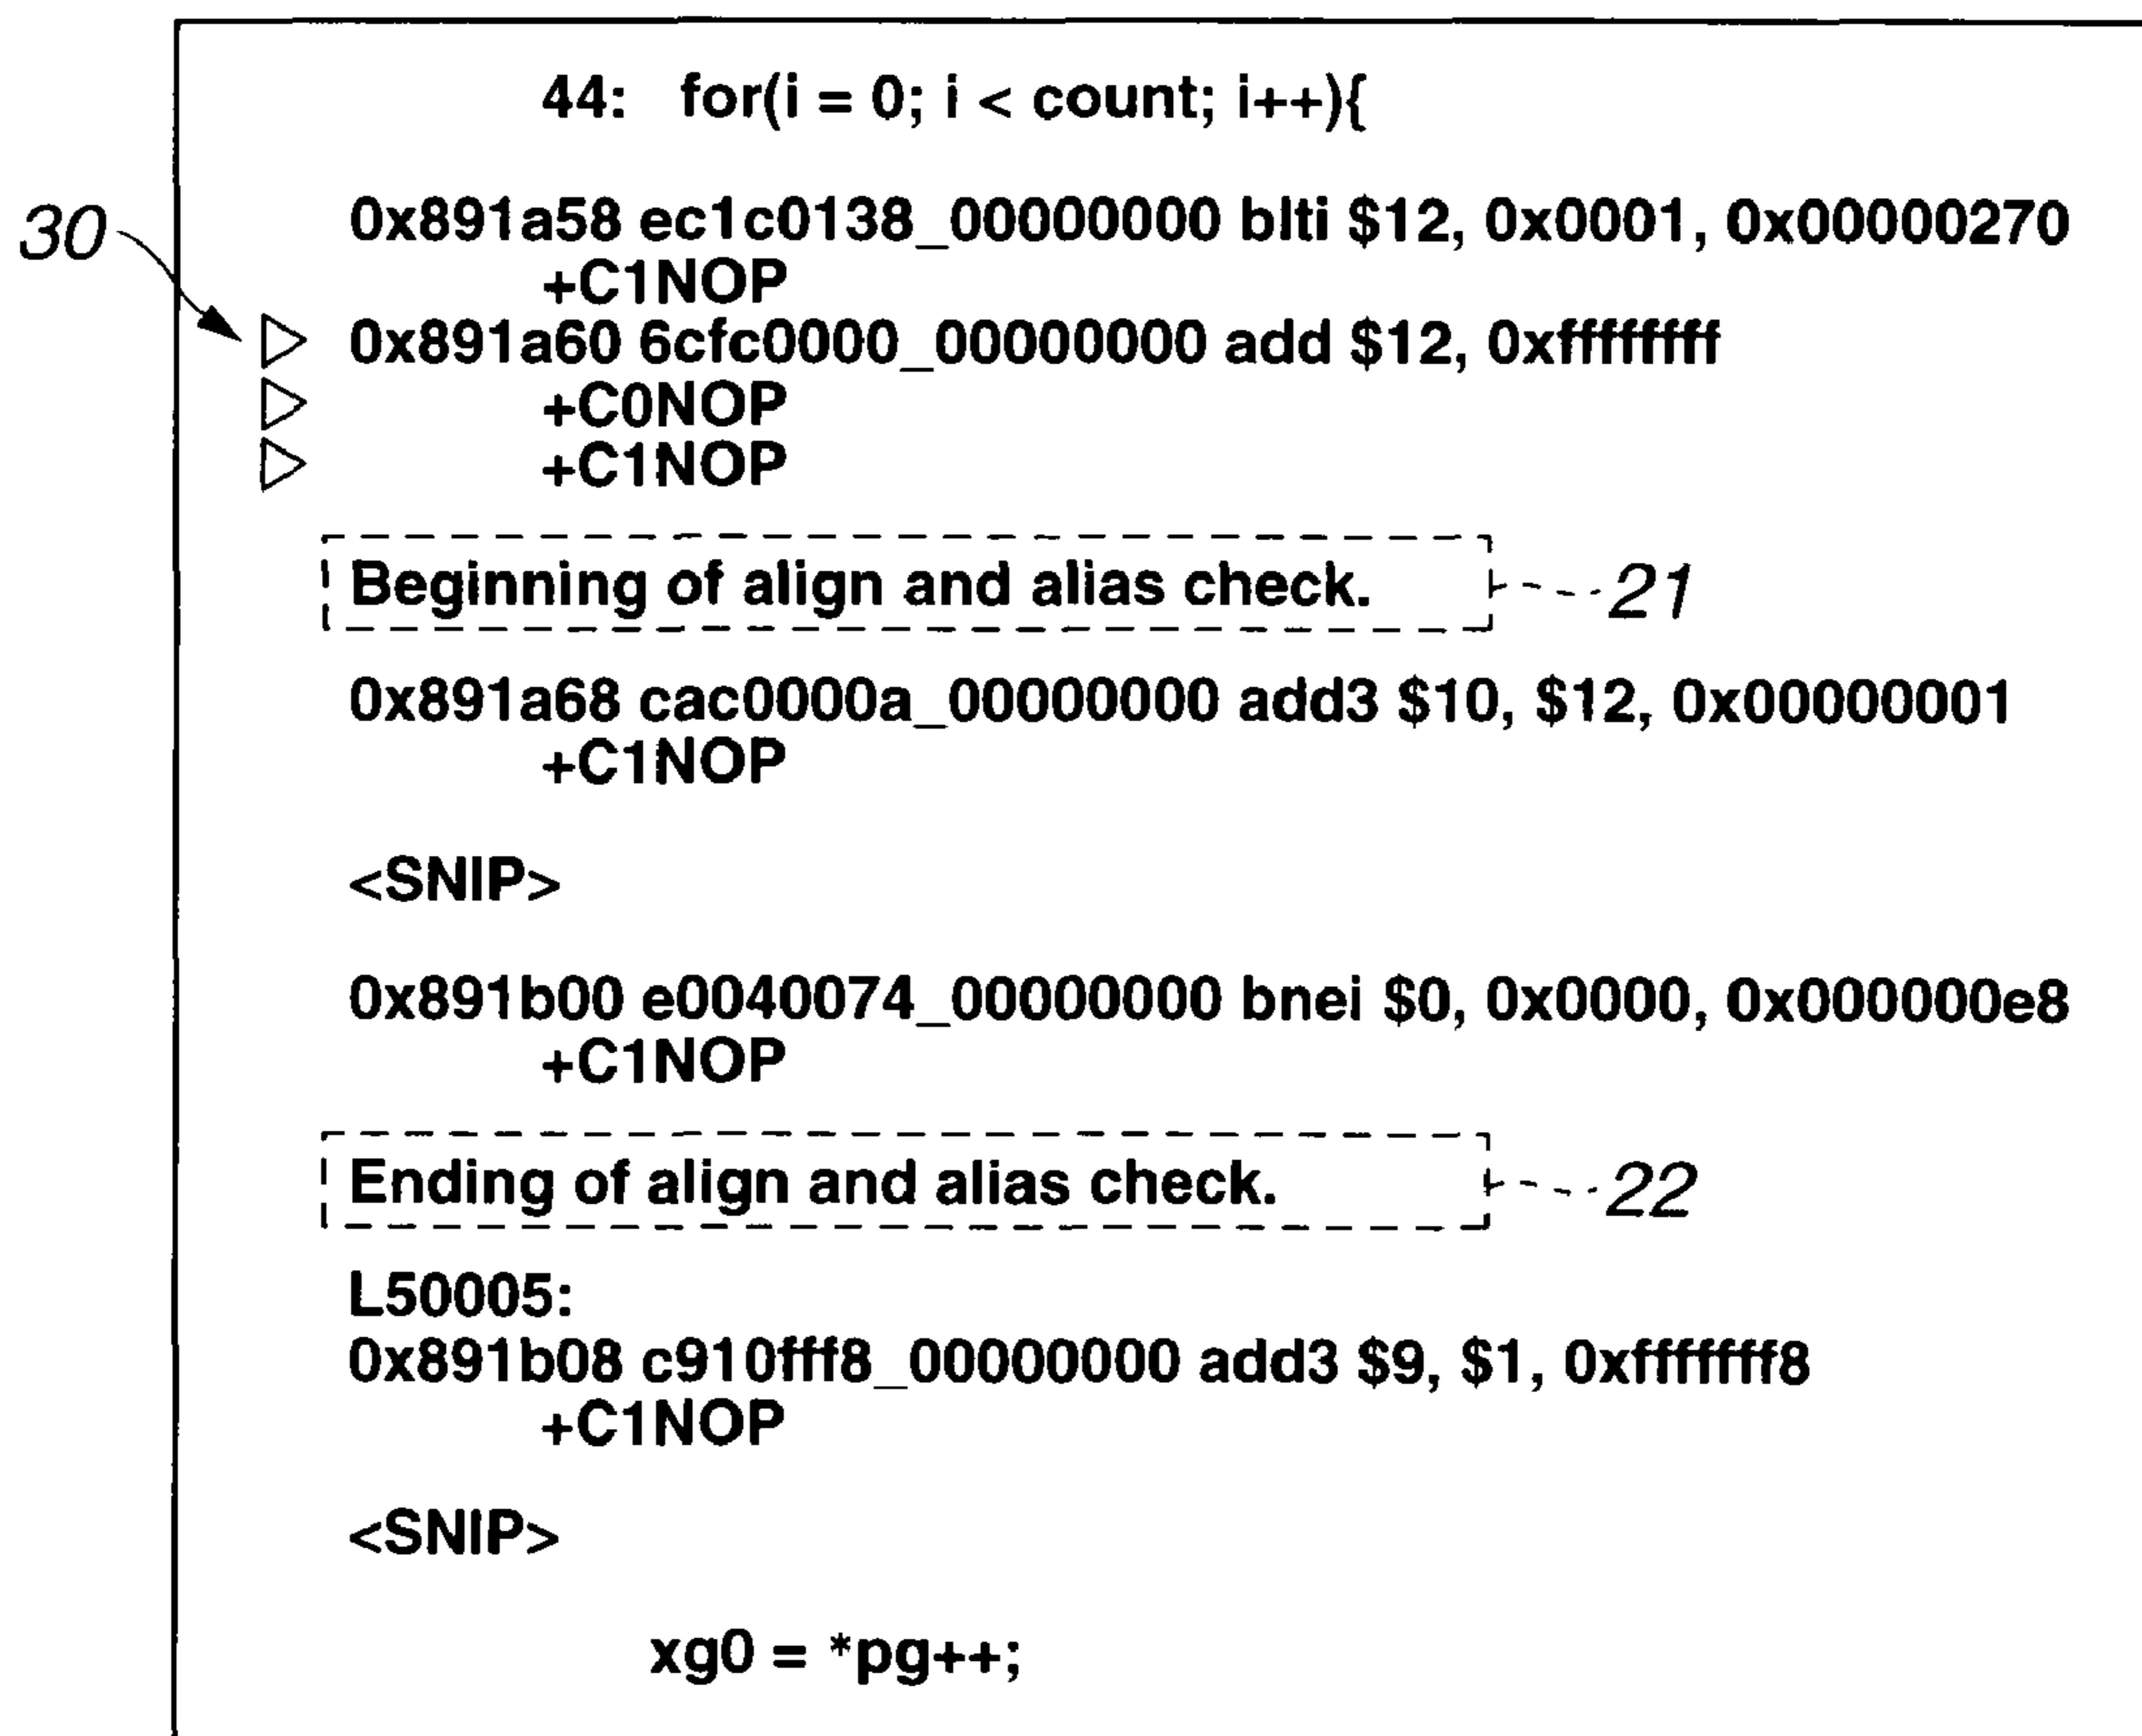 44: for(i = 0; i < count; i++){
0x891a58 ec1c0138_00000000 blti $12, 0x0001, 0x00000270
+C1NOP
30
0x891a60 6cfc0000_00000000 add $12, 0xffffffff
+C0NOP
+C1NOP
Beginning of align and alias check.
21
0x891a68 cac0000a_00000000 add3 $10, $12, 0x00000001
+C1NOP
<SNIP>
0x891b00 e0040074_00000000 bnei $0, 0x0000, 0x000000e8
+C1NOP
Ending of align and alias check.
22
L50005:
0x891b08 c910fff8_00000000 add3 $9, $1, 0xfffffff8
+C1NOP
<SNIP>
xg0 = *pg++;